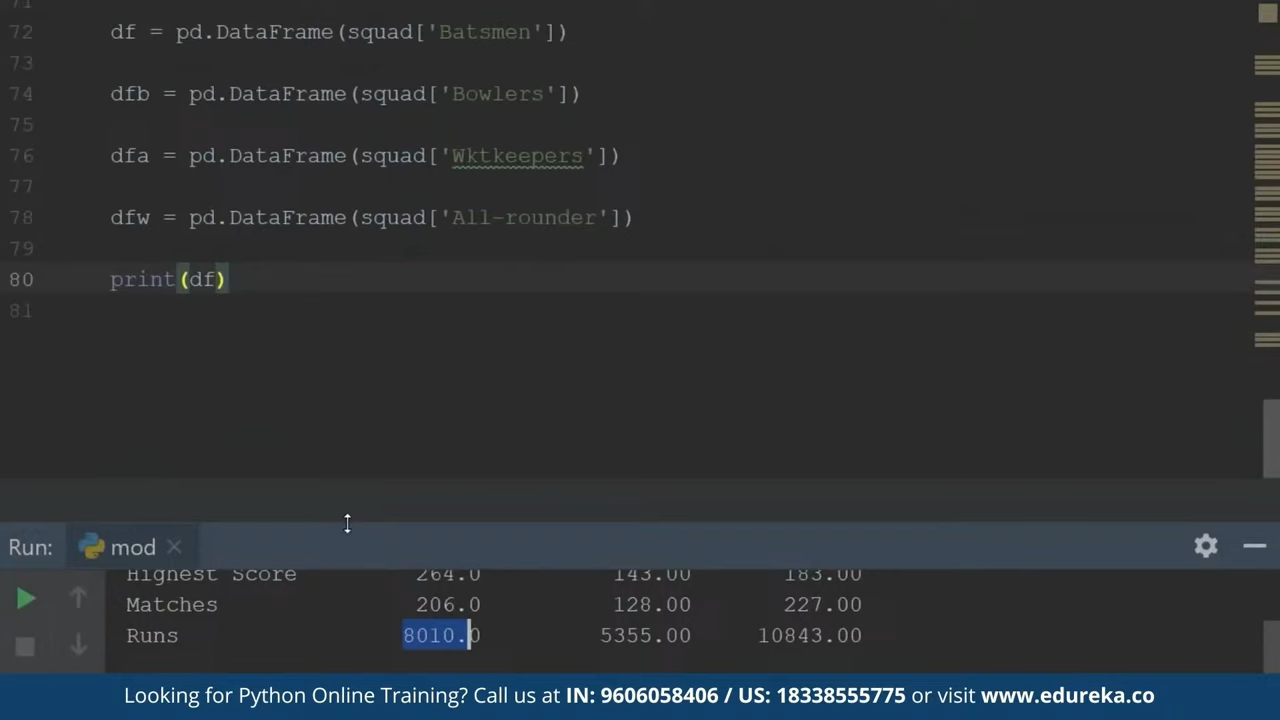 71
72 df = pd.DataFrame(squad['Batsmen'])
73
74 dfb = pd.DataFrame(squad['Bowlers'])
75
76 dfa = pd.DataFrame(squad['Wktkeepers'])
77
78 dfw = pd.DataFrame(squad['All-rounder'])
79
80 print(df)
81
Run: mod
Highest Score 264.0 143.00 183.00
Matches 206.0 128.00 227.00
Runs 8010.0 5355.00 10843.00
Looking for Python Online Training? Call us at IN: 9606058406 / US: 18338555775 or visit www.edureka.co